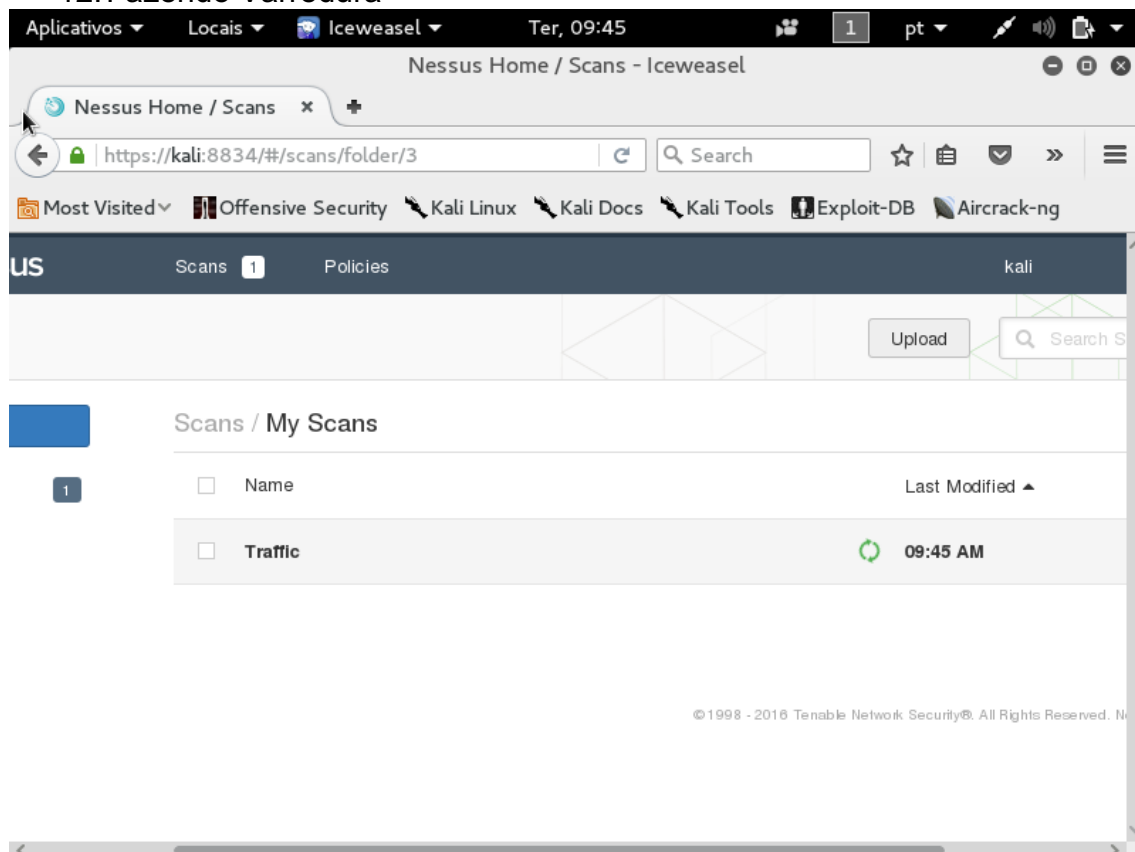 Aplicativos Locais Iceweasel Ter, 09:45 1 pt
Nessus Home / Scans - Iceweasel
Nessus Home / Scans
https://kali:8834/#/scans/folder/3 Search
Most Visited Offensive Security Kali Linux Kali Docs Kali Tools Exploit-DB Aircrack-ng
us Scans 1 Policies kali
Upload Search S
Scans / My Scans
1 Name Last Modified
Traffic 09:45 AM
©1998 - 2016 Tenable Network Security®. All Rights Reserved. N